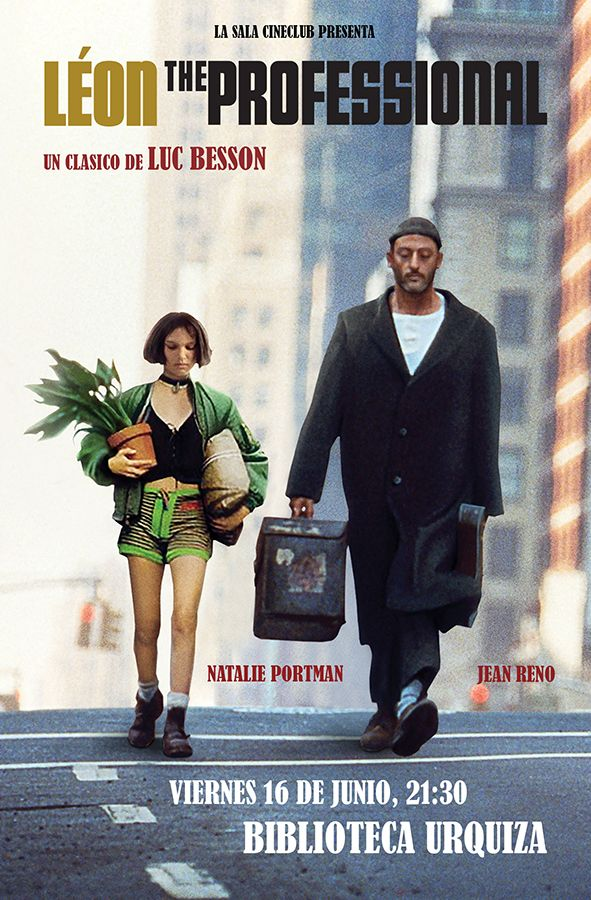 LA SALA CINECLUB PRESENTA
LÉON THE PROFESSIONAL
UN CLASICO DE LUC BESSON
NATALIE PORTMAN
JEAN RENO
VIERNES 16 DE JUNIO, 21:30
BIBLIOTECA URQUIZA